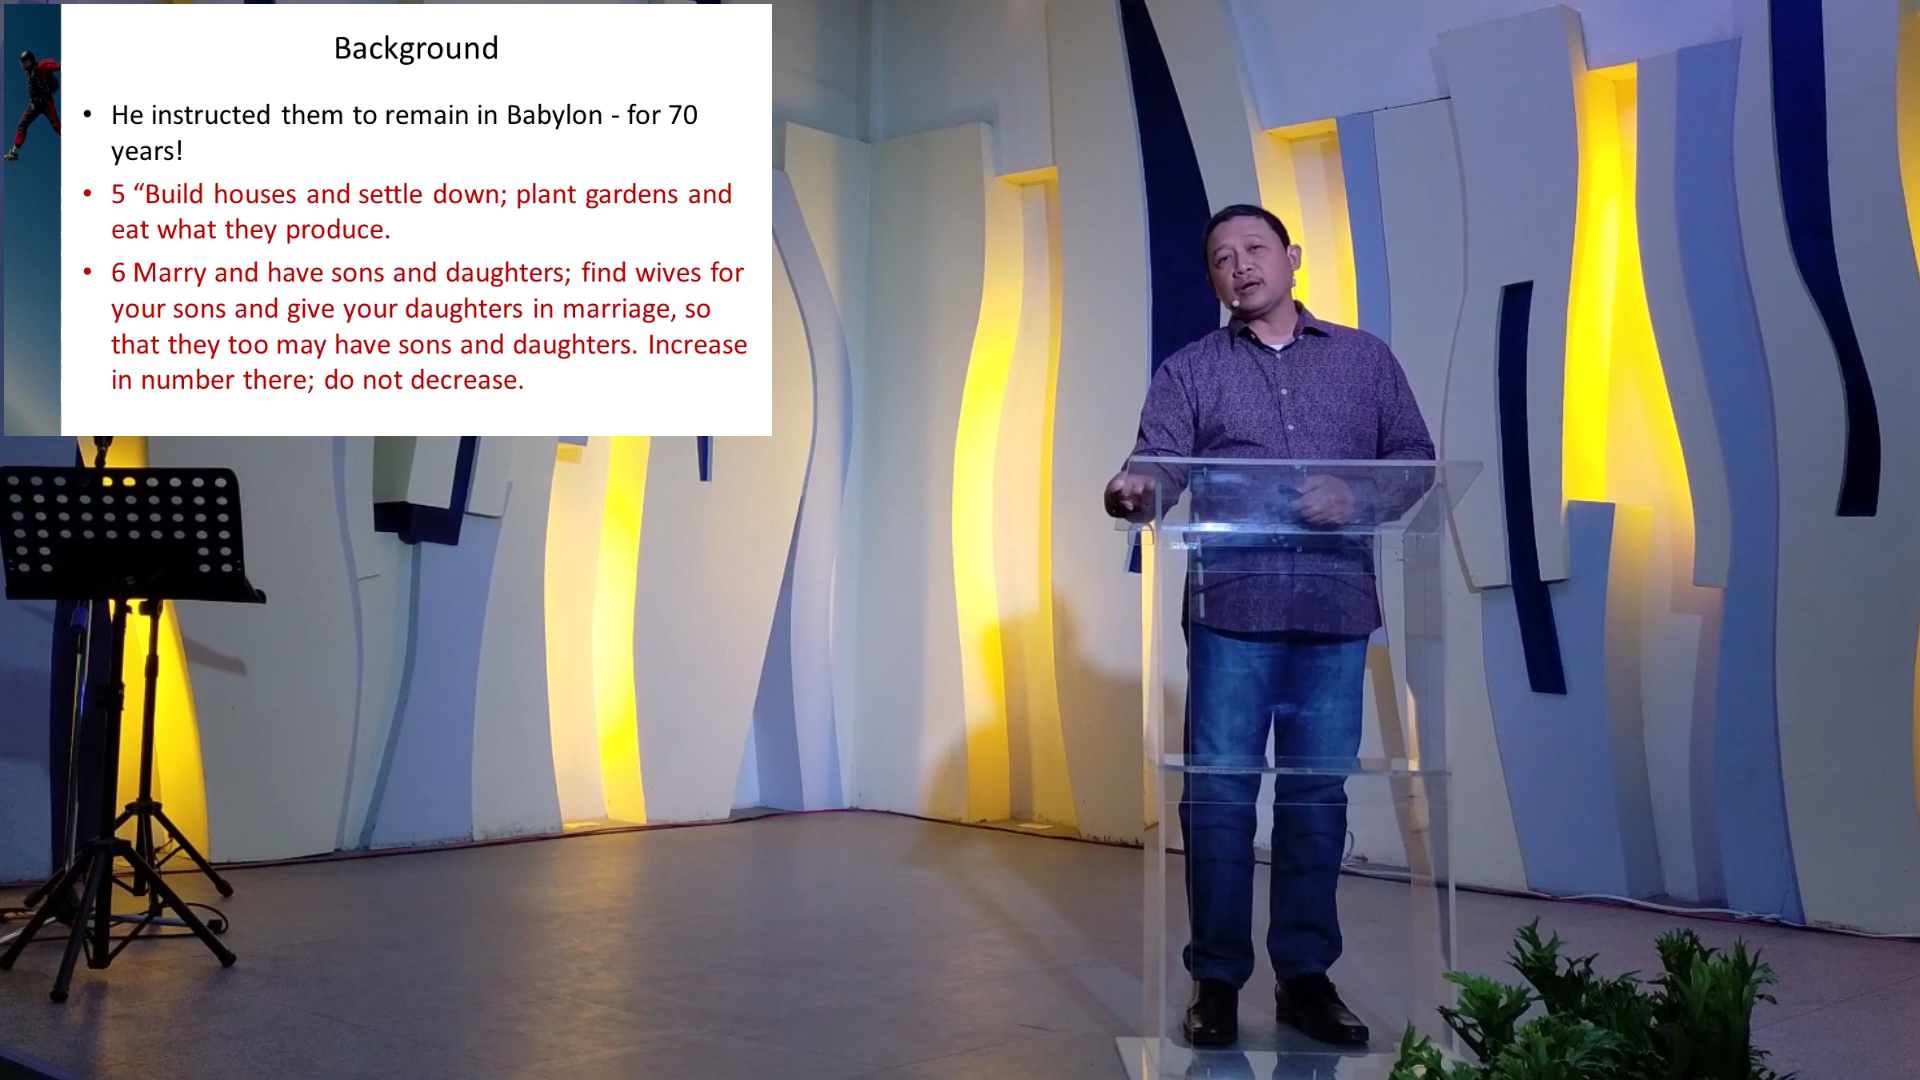 Background
• He instructed them to remain in Babylon - for 70
years!
• 5 “Build houses and settle down; plant gardens and
eat what they produce.
• 6 Marry and have sons and daughters; find wives for
your sons and give your daughters in marriage, so
that they too may have sons and daughters. Increase
in number there; do not decrease.